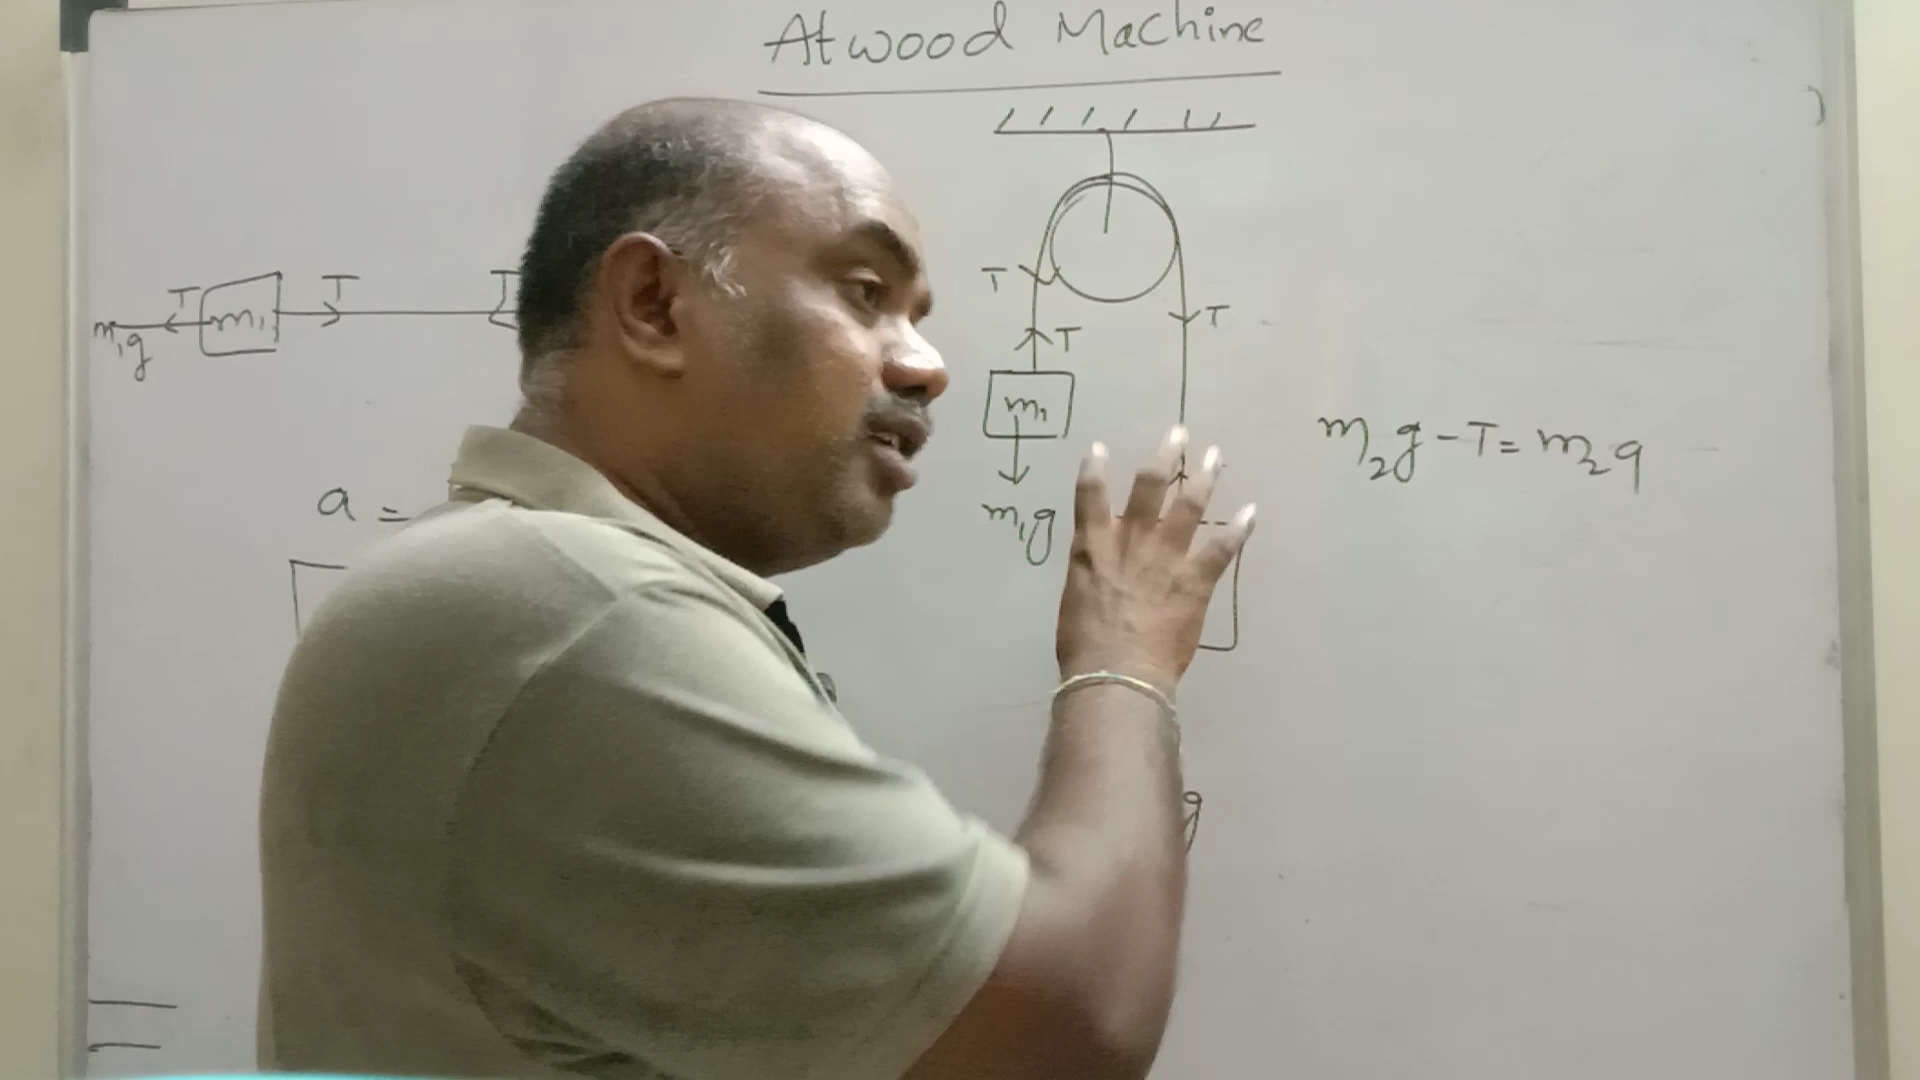 Atwood Machine
T
T
T
m₁
m₁g
a =
T
T
T
m₁
m₁g
g
m₂g - T = m₂a